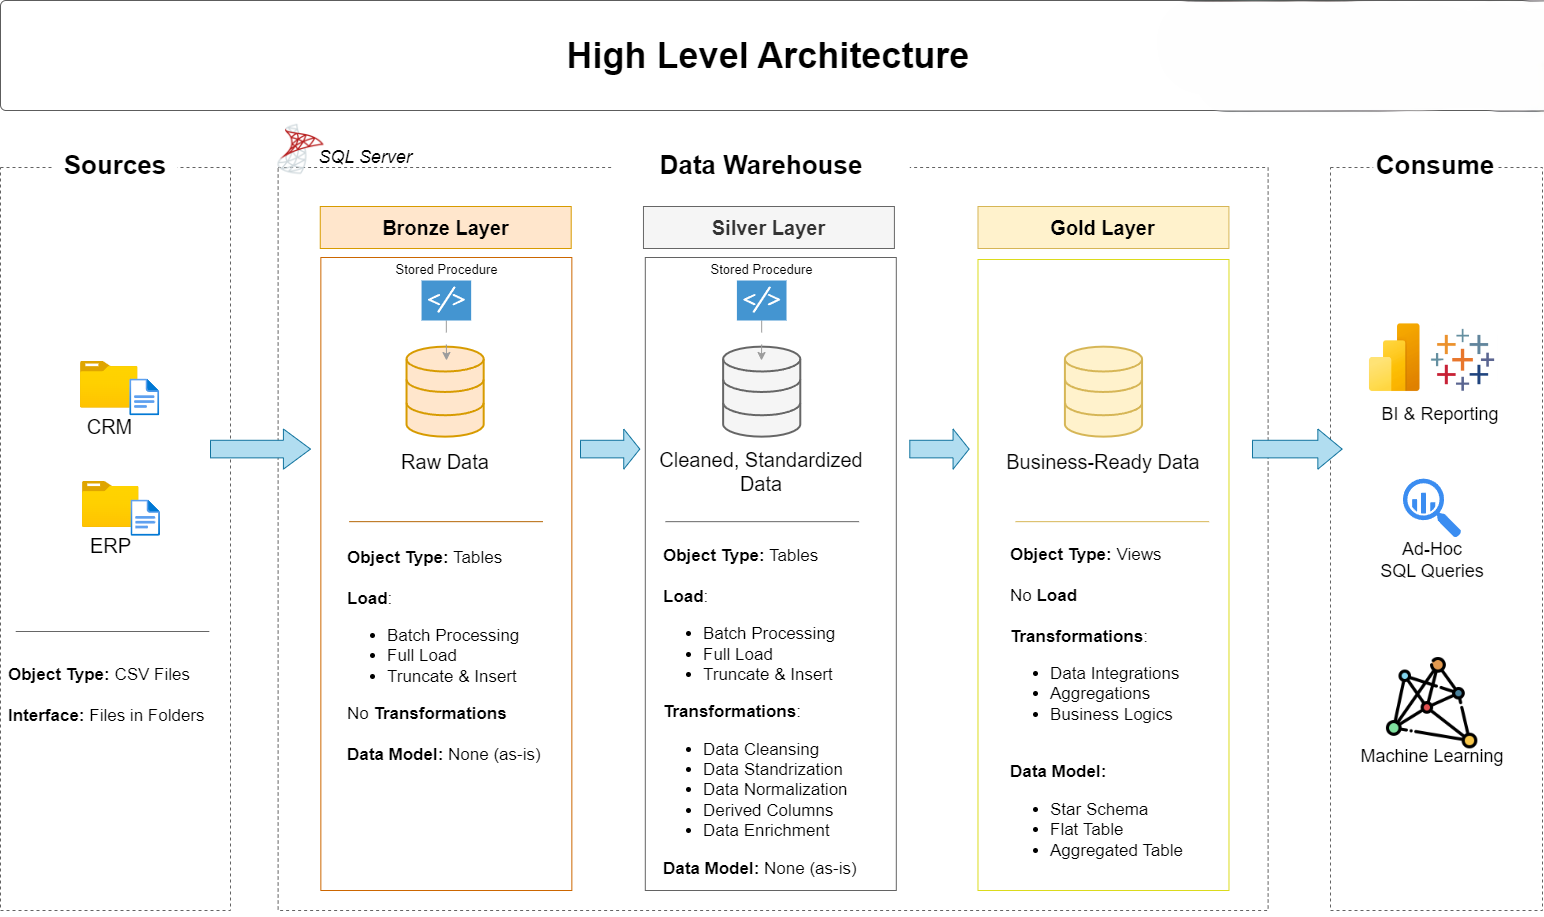 High Level Architecture
Sources
CRM
ERP
Object Type: CSV Files
Interface: Files in Folders
SQL Server
Data Warehouse
Bronze Layer
Stored Procedure
</>
Raw Data
Object Type: Tables
Load:
• Batch Processing
• Full Load
• Truncate & Insert
No Transformations
Data Model: None (as-is)
Silver Layer
Stored Procedure
</>
Cleaned, Standardized
Data
Object Type: Tables
Load:
• Batch Processing
• Full Load
• Truncate & Insert
Transformations:
• Data Cleansing
• Data Standrization
• Data Normalization
• Derived Columns
• Data Enrichment
Data Model: None (as-is)
Gold Layer
Business-Ready Data
Object Type: Views
No Load
Transformations:
• Data Integrations
• Aggregations
• Business Logics
Data Model:
• Star Schema
• Flat Table
• Aggregated Table
Consume
BI & Reporting
Ad-Hoc
SQL Queries
Machine Learning